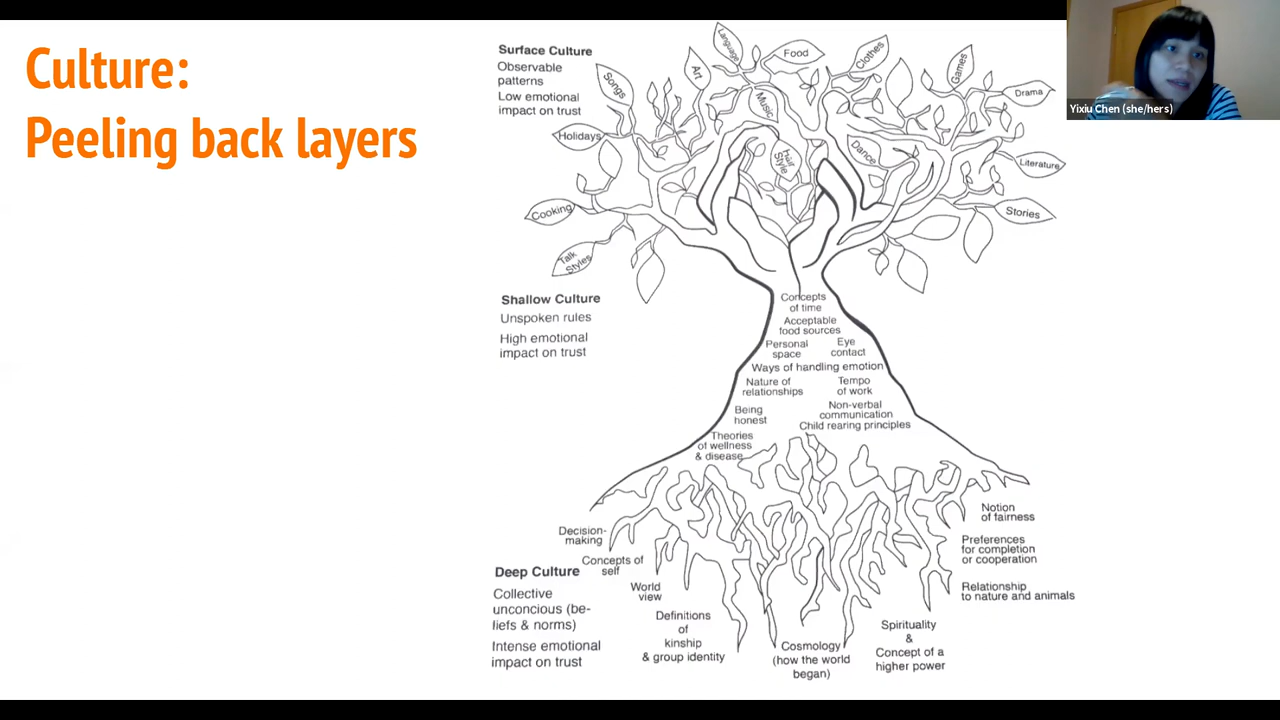 Culture:
Peeling back layers
Yixiu Chen (she/hers)
Surface Culture
Observable
patterns
Low emotional
impact on trust
Songs
Art
Language
Food
Clothes
Games
Drama
Holidays
Music
Hair
Style
Dance
Literature
Cooking
Stories
Talk
Styles
Shallow Culture
Unspoken rules
High emotional
impact on trust
Concepts
of time
Acceptable
food sources
Personal
space
Eye
contact
Ways of handling emotion
Nature of
relationships
Tempo
of work
Being
honest
Non-verbal
communication
Child rearing principles
Theories
of wellness
& disease
Deep Culture
Collective
unconcious (be-
liefs & norms)
Intense emotional
impact on trust
Decision-
making
Concepts of
self
World
view
Definitions
of
kinship
& group identity
Cosmology
(how the world
began)
Spirituality
&
Concept of a
higher power
Relationship
to nature and animals
Preferences
for completion
or cooperation
Notion
of fairness